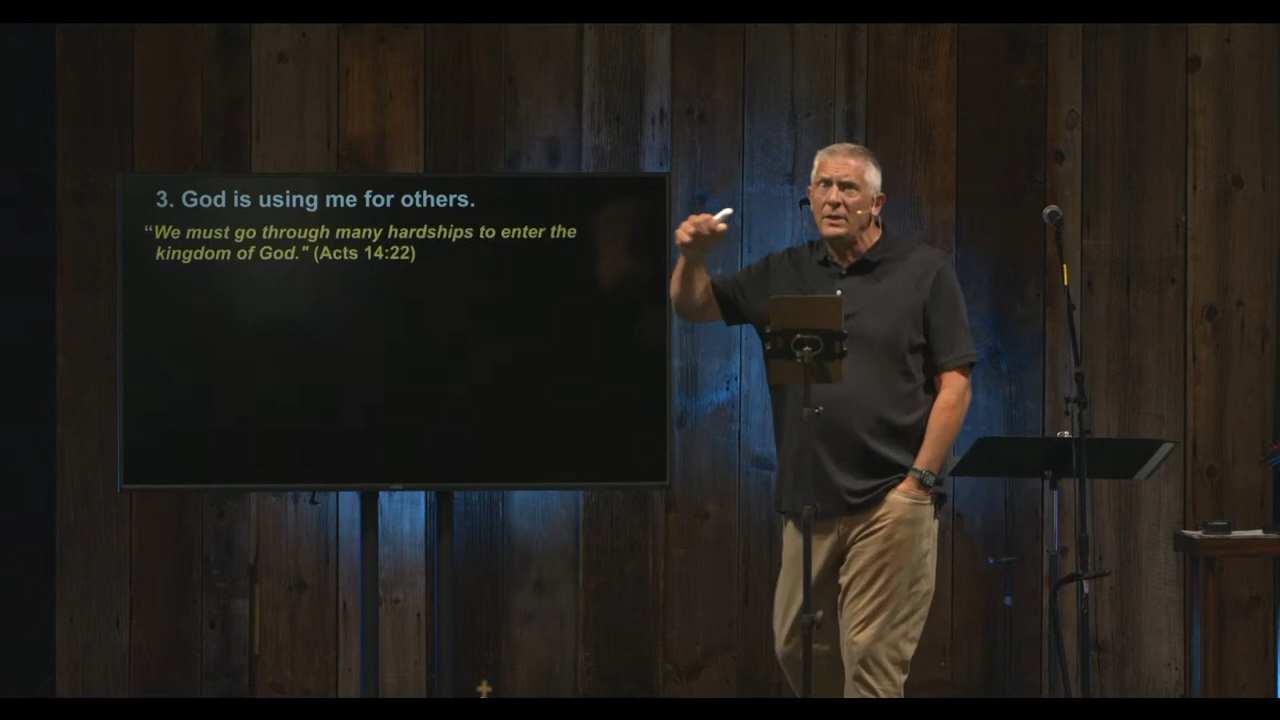 3. God is using me for others.
“We must go through many hardships to enter the
kingdom of God." (Acts 14:22)